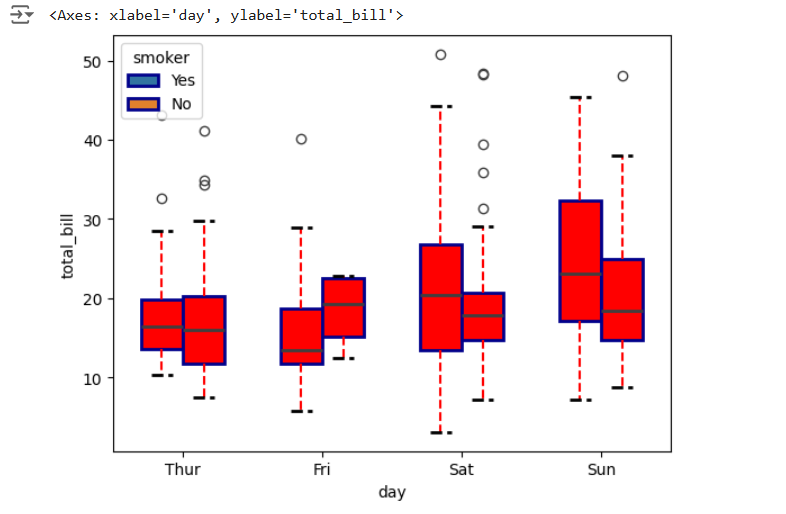 <Axes: xlabel='day', ylabel='total_bill'>
50
smoker
Yes
No
40
30
total_bill
20
10
Thur Fri Sat Sun
day